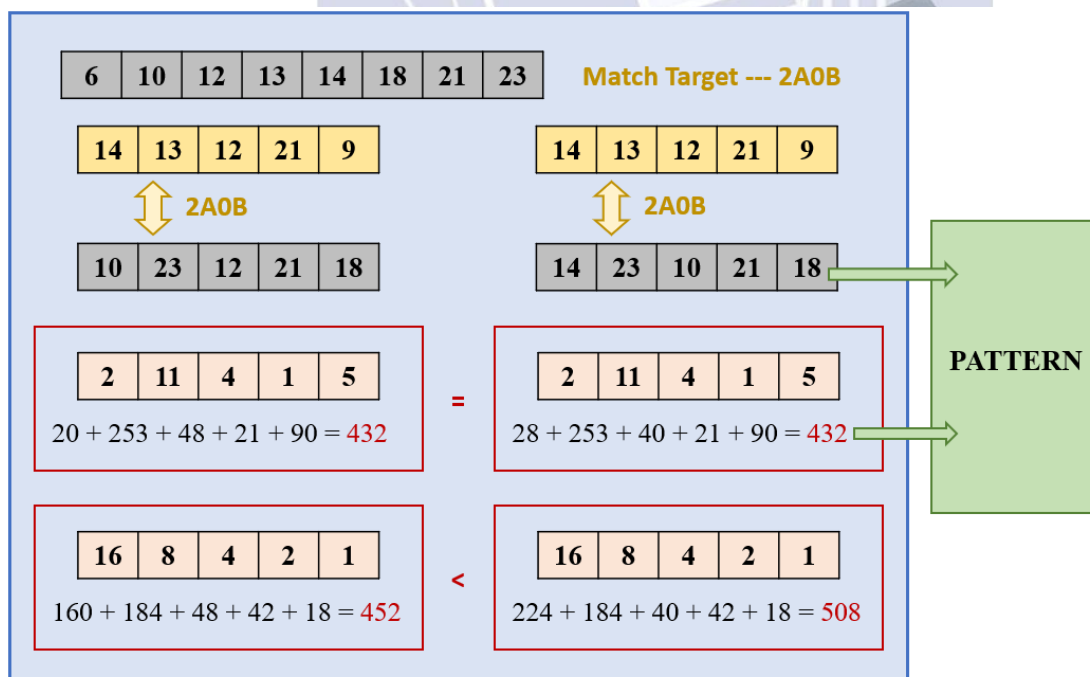 6 10 12 13 14 18 21 23 Match Target --- 2A0B
14 13 12 21 9
2A0B
10 23 12 21 18
14 13 12 21 9
2A0B
14 23 10 21 18
2 11 4 1 5
20 + 253 + 48 + 21 + 90 = 432
=
2 11 4 1 5
28 + 253 + 40 + 21 + 90 = 432
16 8 4 2 1
160 + 184 + 48 + 42 + 18 = 452
<
16 8 4 2 1
224 + 184 + 40 + 42 + 18 = 508
PATTERN